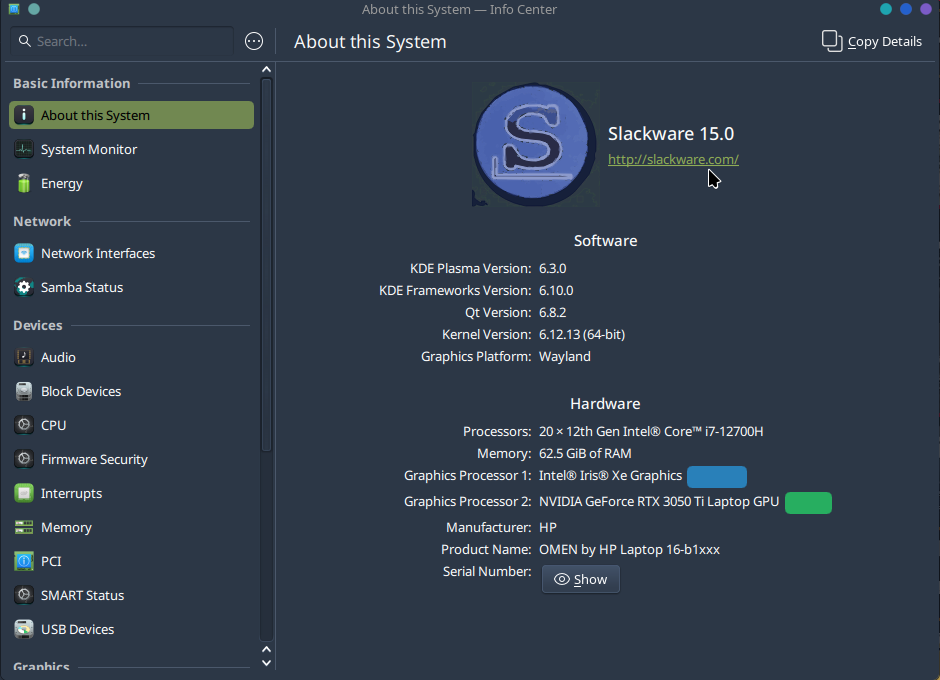 About this System — Info Center
Search...
About this System
Copy Details
Basic Information
About this System
System Monitor
Energy
Network
Network Interfaces
Samba Status
Devices
Audio
Block Devices
CPU
Firmware Security
Interrupts
Memory
PCI
SMART Status
USB Devices
Graphics
S
Slackware 15.0
http://slackware.com/
Software
KDE Plasma Version: 6.3.0
KDE Frameworks Version: 6.10.0
Qt Version: 6.8.2
Kernel Version: 6.12.13 (64-bit)
Graphics Platform: Wayland
Hardware
Processors: 20 × 12th Gen Intel® Core™ i7-12700H
Memory: 62.5 GiB of RAM
Graphics Processor 1: Intel® Iris® Xe Graphics
Graphics Processor 2: NVIDIA GeForce RTX 3050 Ti Laptop GPU
Manufacturer: HP
Product Name: OMEN by HP Laptop 16-b1xxx
Serial Number: Show